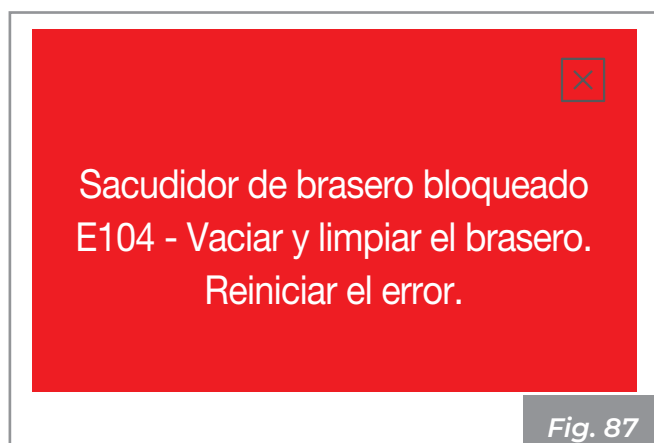 Sacudidor de brasero bloqueado
E104 - Vaciar y limpiar el brasero.
Reiniciar el error.
Fig. 87